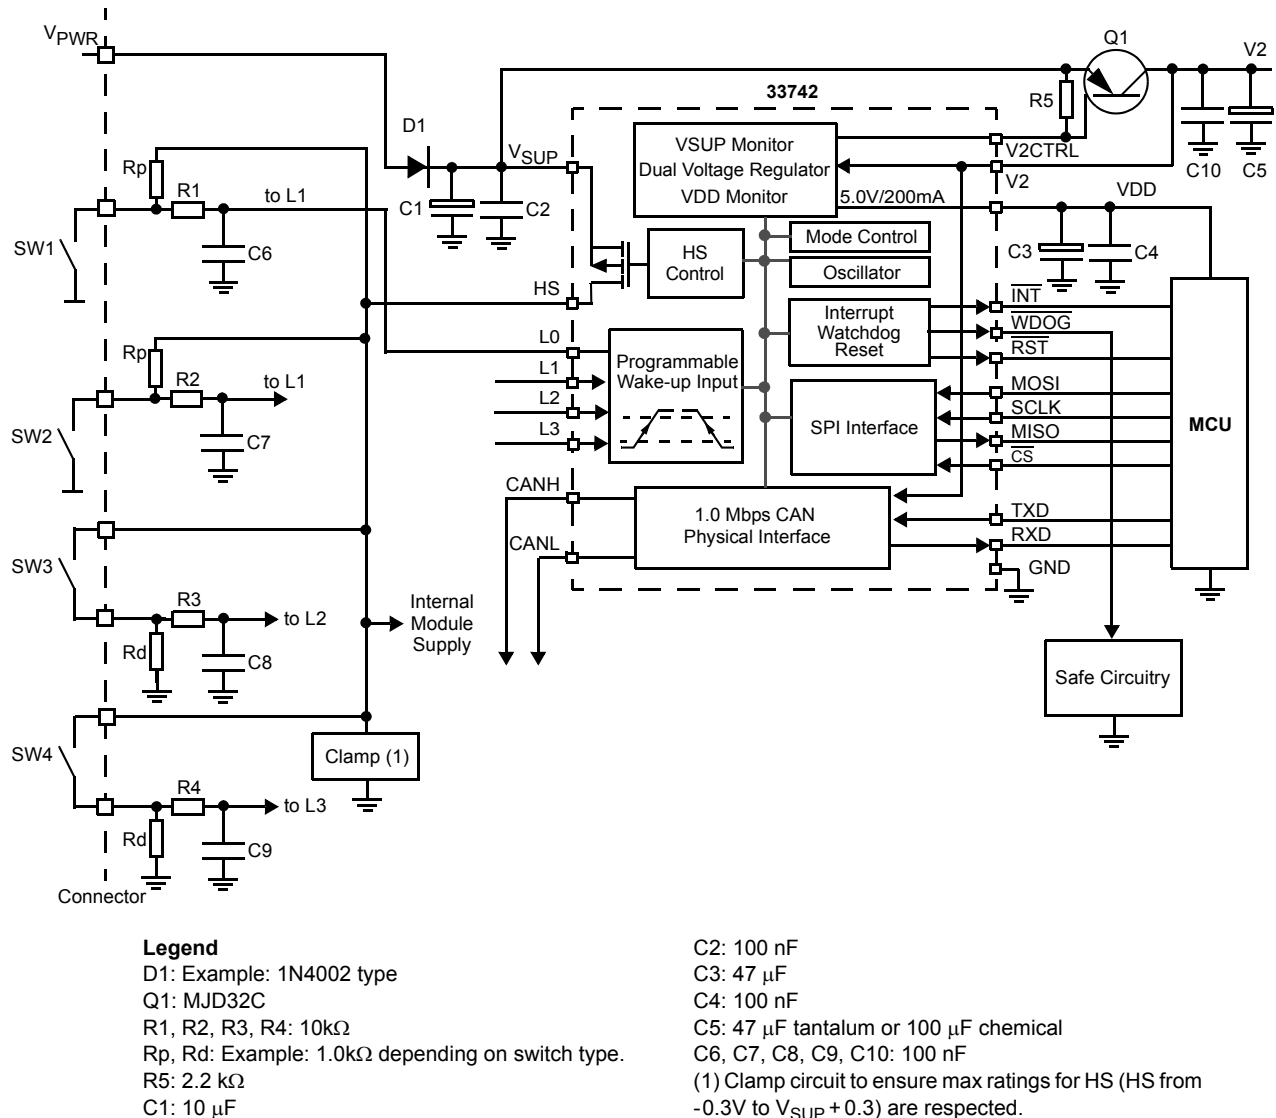 VPWR
Q1
V2
33742
R5
D1
VSUP
VSUP Monitor
Dual Voltage Regulator
VDD Monitor
V2CTRL
V2
C10
C5
Rp
R1
to L1
C1
C2
5.0V/200mA
VDD
SW1
C6
HS
Control
Mode Control
Oscillator
C3
C4
HS
INT
Interrupt
Watchdog
Reset
WDOG
RST
L0
Rp
R2
to L1
Programmable
Wake-up Input
L1
L2
L3
MOSI
SCLK
MISO
CS
SPI Interface
MCU
SW2
C7
CANH
CANL
1.0 Mbps CAN
Physical Interface
TXD
RXD
GND
SW3
R3
to L2
Rd
C8
Internal
Module
Supply
Safe Circuitry
SW4
Clamp (1)
R4
to L3
Rd
C9
Connector
Legend
D1: Example: 1N4002 type
Q1: MJD32C
R1, R2, R3, R4: 10kΩ
Rp, Rd: Example: 1.0kΩ depending on switch type.
R5: 2.2 kΩ
C1: 10 μF
C2: 100 nF
C3: 47 μF
C4: 100 nF
C5: 47 μF tantalum or 100 μF chemical
C6, C7, C8, C9, C10: 100 nF
(1) Clamp circuit to ensure max ratings for HS (HS from
-0.3V to VSUP + 0.3) are respected.